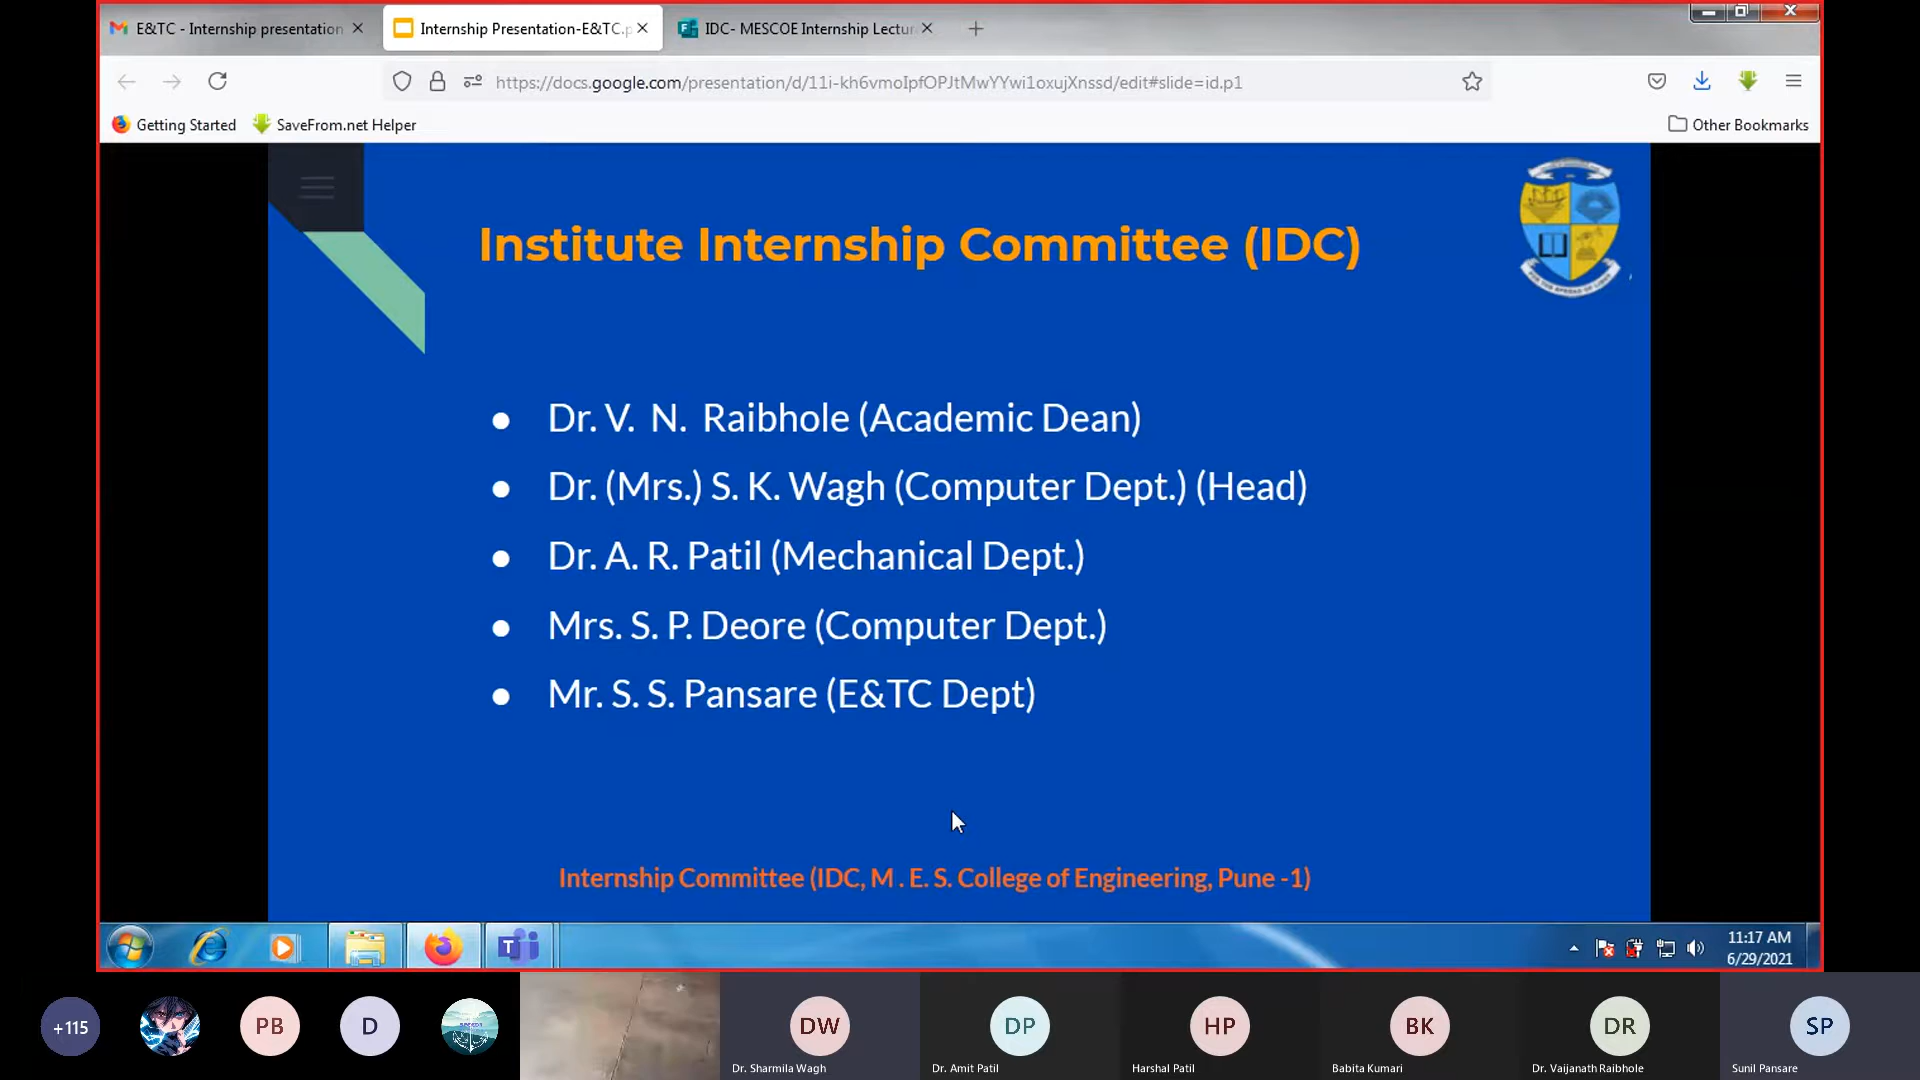 E&TC - Internship presentation
Internship Presentation-E&TC.p
IDC- MESCOE Internship Lectur
https://docs.google.com/presentation/d/11i-kh6vmoIpfOPJtMwYYwi1oxujXnssd/edit#slide=id.p1
Getting Started
SaveFrom.net Helper
Other Bookmarks
Institute Internship Committee (IDC)
Dr. V. N. Raibhole (Academic Dean)
Dr. (Mrs.) S. K. Wagh (Computer Dept.) (Head)
Dr. A. R. Patil (Mechanical Dept.)
Mrs. S. P. Deore (Computer Dept.)
Mr. S. S. Pansare (E&TC Dept)
Internship Committee (IDC, M . E. S. College of Engineering, Pune -1)
11:17 AM
6/29/2021
+115
PB
D
DW
DP
HP
BK
DR
SP
Dr. Sharmila Wagh
Dr. Amit Patil
Harshal Patil
Babita Kumari
Dr. Vaijanath Raibhole
Sunil Pansare